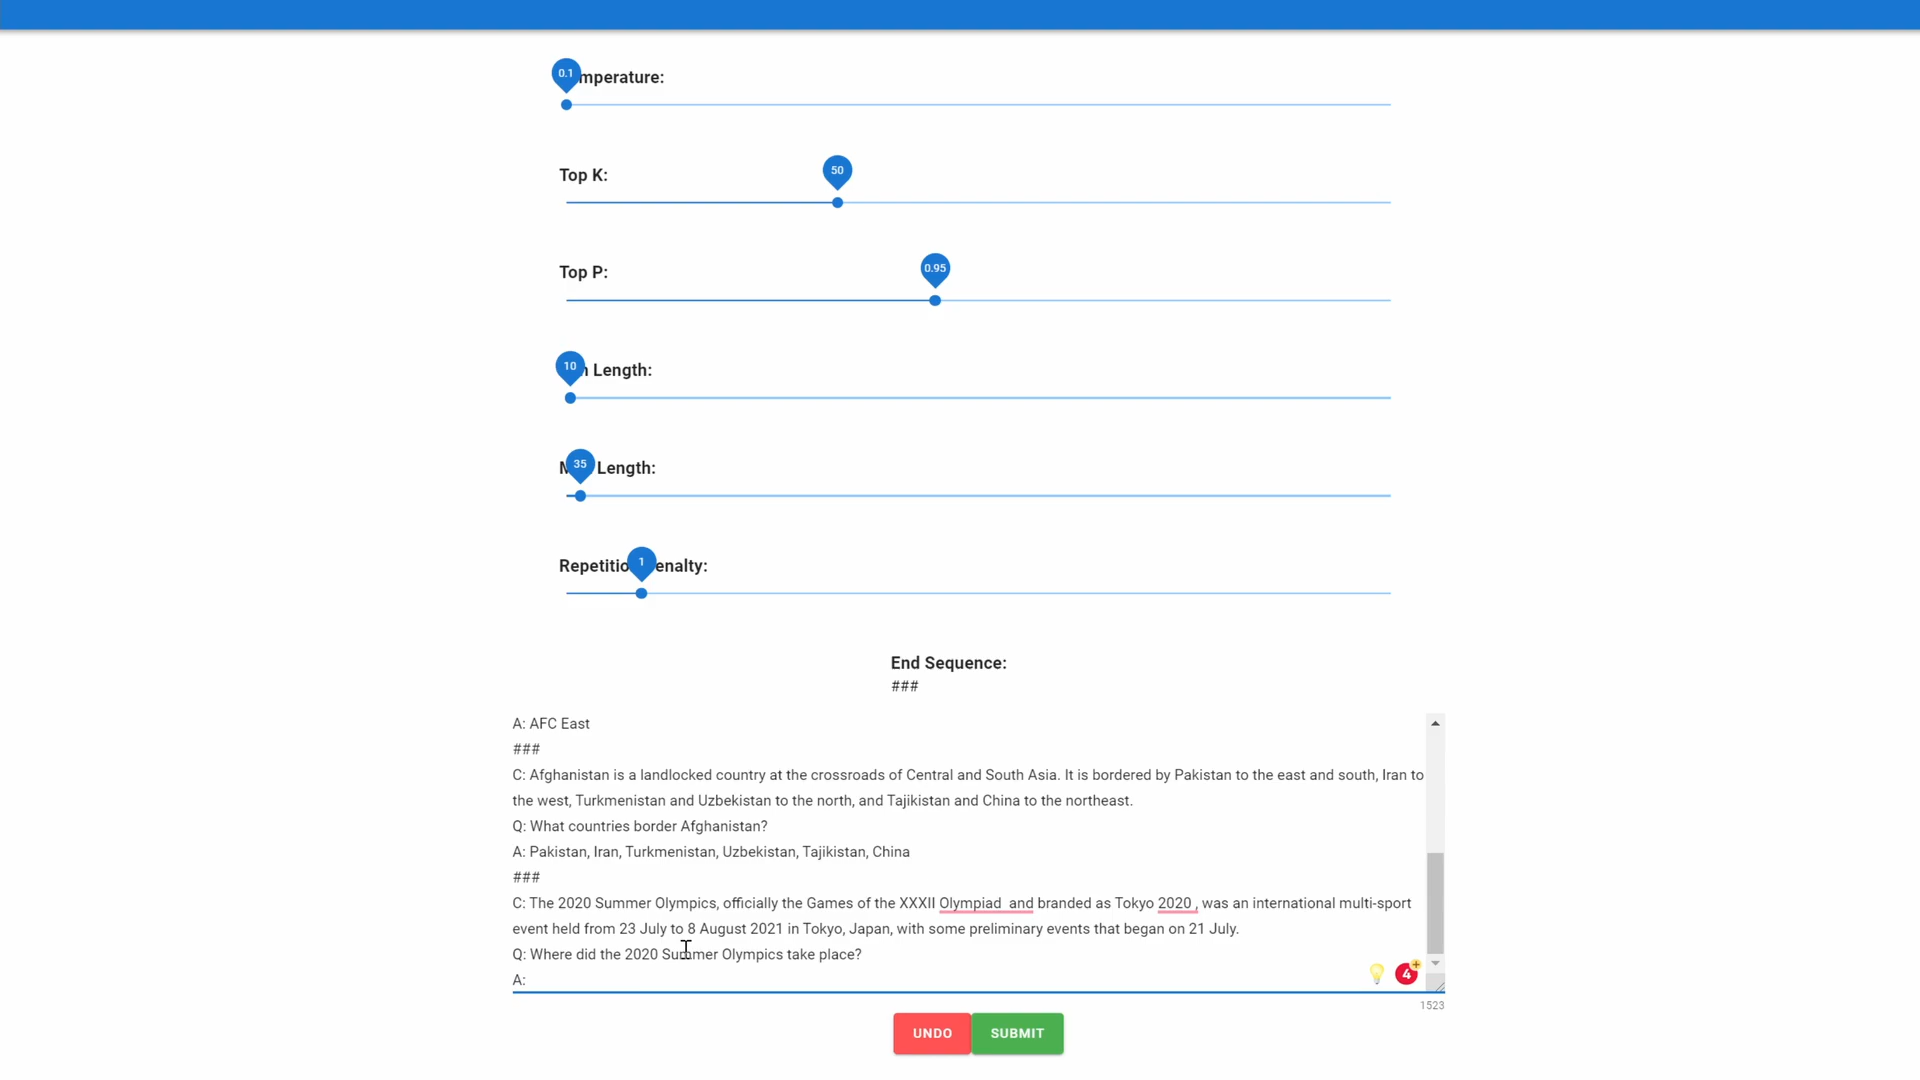 0.1
mperature:
50
Top K:
0.95
Top P:
10
Length:
35
Length:
1
Repetitio enalty:
End Sequence:
###
A: AFC East
###
C: Afghanistan is a landlocked country at the crossroads of Central and South Asia. It is bordered by Pakistan to the east and south, Iran to
the west, Turkmenistan and Uzbekistan to the north, and Tajikistan and China to the northeast.
Q: What countries border Afghanistan?
A: Pakistan, Iran, Turkmenistan, Uzbekistan, Tajikistan, China
###
C: The 2020 Summer Olympics, officially the Games of the XXXII Olympiad  and branded as Tokyo 2020 , was an international multi-sport
event held from 23 July to 8 August 2021 in Tokyo, Japan, with some preliminary events that began on 21 July.
Q: Where did the 2020 Summer Olympics take place?
A:
4
1523
UNDO SUBMIT